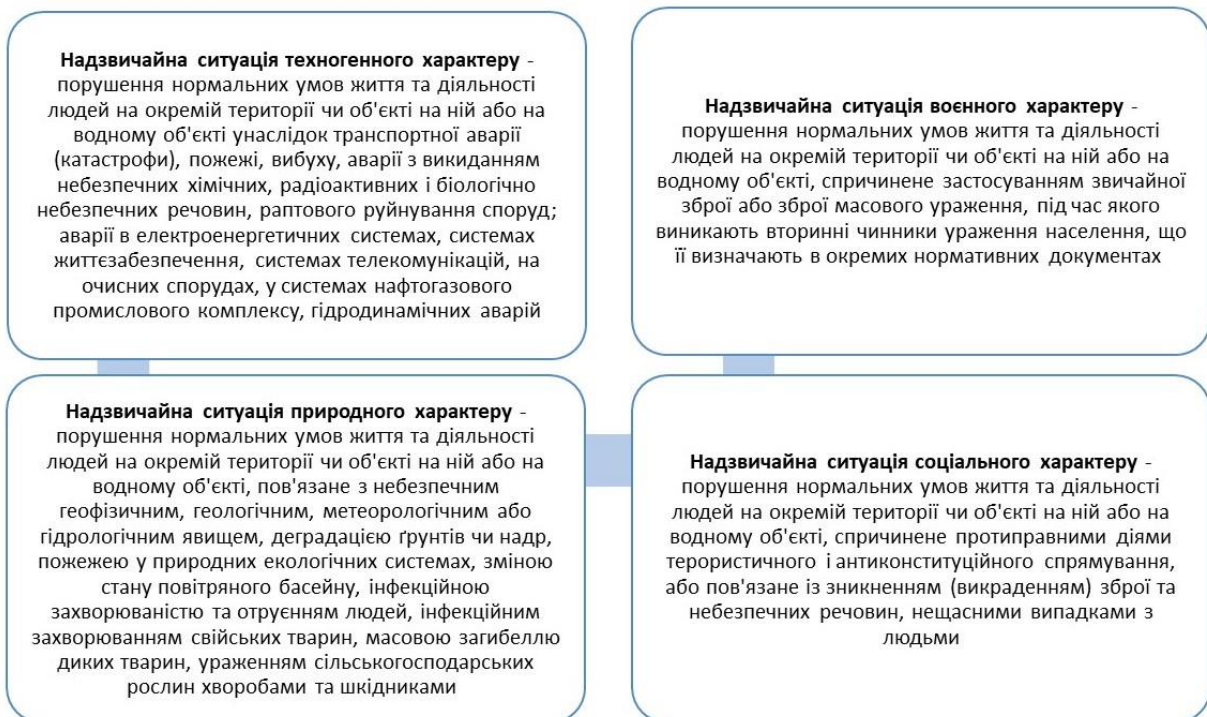 Надзвичайна ситуація техногенного характеру -
порушення нормальних умов життя та діяльності
людей на окремій території чи об'єкті на ній або на
водному об'єкті унаслідок транспортної аварії
(катастрофи), пожежі, вибуху, аварії з викиданням
небезпечних хімічних, радіоактивних і біологічно
небезпечних речовин, раптового руйнування споруд;
аварії в електроенергетичних системах, системах
життєзабезпечення, системах телекомунікацій, на
очисних спорудах, у системах нафтогазового
промислового комплексу, гідродинамічних аварій
Надзвичайна ситуація природного характеру -
порушення нормальних умов життя та діяльності
людей на окремій території чи об'єкті на ній або на
водному об'єкті, пов'язане з небезпечним
геофізичним, геологічним, метеорологічним або
гідрологічним явищем, деградацією ґрунтів чи надр,
пожежею у природних екологічних системах, зміною
стану повітряного басейну, інфекційною
захворюваністю та отруєнням людей, інфекційним
захворюванням свійських тварин, масовою загибеллю
диких тварин, ураженням сільськогосподарських
рослин хворобами та шкідниками
Надзвичайна ситуація соціального характеру -
порушення нормальних умов життя та діяльності
людей на окремій території чи об'єкті на ній або на
водному об'єкті, спричинене протиправними діями
терористичного і антиконституційного спрямування,
або пов'язане із зникненням (викраденням) зброї та
небезпечних речовин, нещасними випадками з
людьми
Надзвичайна ситуація воєнного характеру -
порушення нормальних умов життя та діяльності
людей на окремій території чи об'єкті на ній або на
водному об'єкті, спричинене застосуванням звичайної
зброї або зброї масового ураження, під час якого
виникають вторинні чинники ураження населення, що
її визначають в окремих нормативних документах